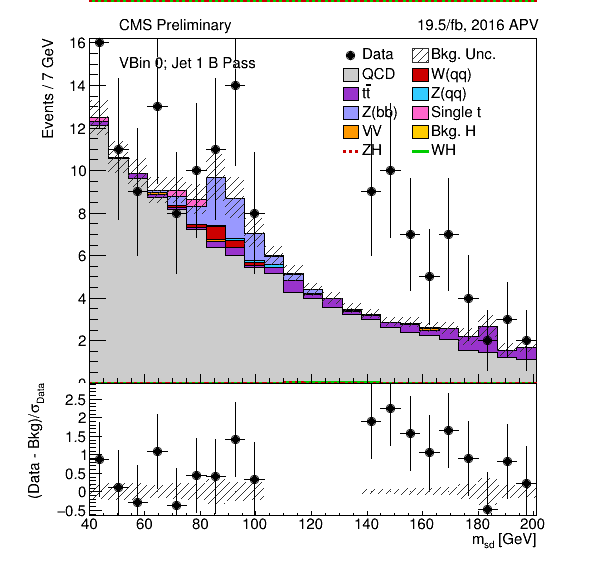 CMS Preliminary 19.5/fb, 2016 APV
Events / 7 GeV
VBin 0; Jet 1 B Pass
Data Bkg. Unc.
QCD W(qq)
tt̄ Z(qq)
Z(bb) Single t
VV Bkg. H
ZH WH
16
14
12
10
8
6
4
2
0
(Data - Bkg)/σData
2.5
2
1.5
1
0.5
0
−0.5
40 60 80 100 120 140 160 180 200
msd [GeV]